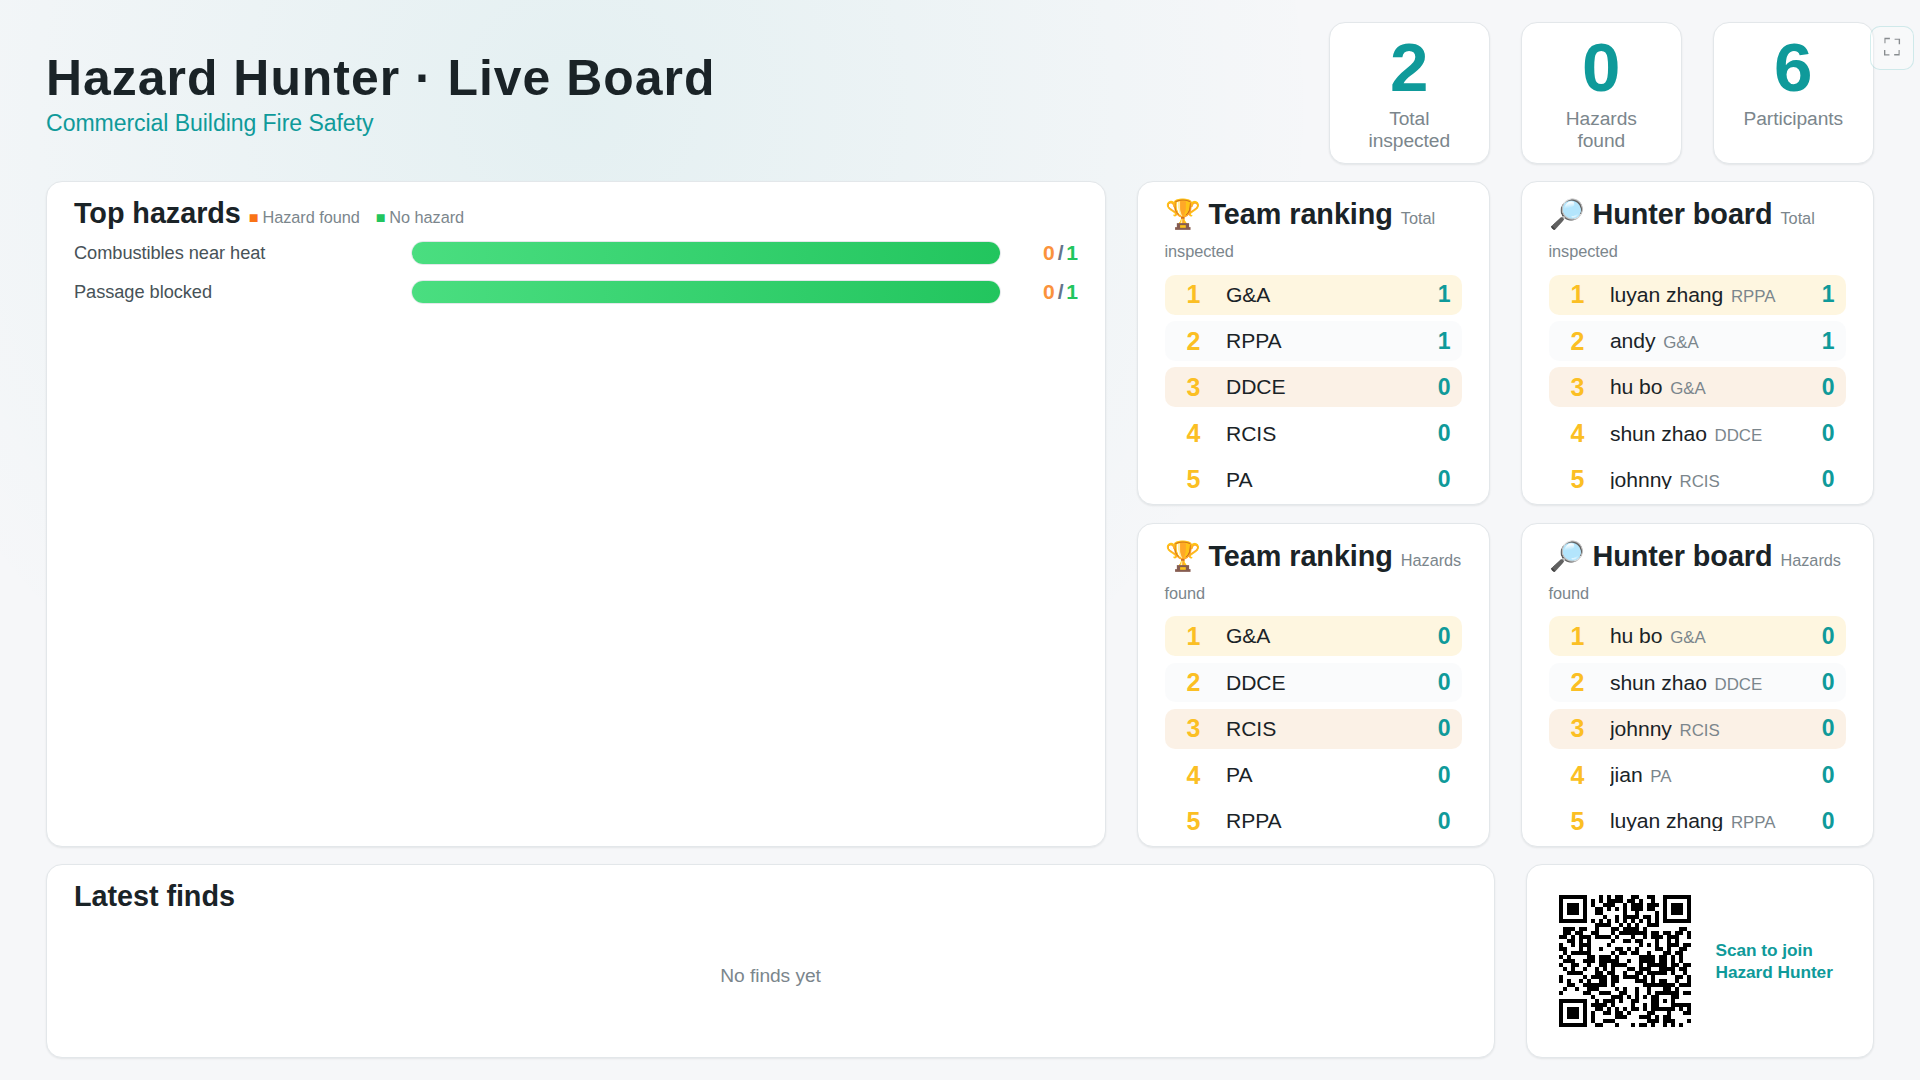 Hazard Hunter · Live Board
Commercial Building Fire Safety
2
Total
inspected
0
Hazards
found
6
Participants
Top hazards Hazard found No hazard
Combustibles near heat 0/1
Passage blocked 0/1
🏆 Team ranking Total
inspected
1 G&A 1
2 RPPA 1
3 DDCE 0
4 RCIS 0
5 PA 0
🔎 Hunter board Total
inspected
1 luyan zhang RPPA 1
2 andy G&A 1
3 hu bo G&A 0
4 shun zhao DDCE 0
5 johnny RCIS 0
🏆 Team ranking Hazards
found
1 G&A 0
2 DDCE 0
3 RCIS 0
4 PA 0
5 RPPA 0
🔎 Hunter board Hazards
found
1 hu bo G&A 0
2 shun zhao DDCE 0
3 johnny RCIS 0
4 jian PA 0
5 luyan zhang RPPA 0
Latest finds
No finds yet
Scan to join
Hazard Hunter